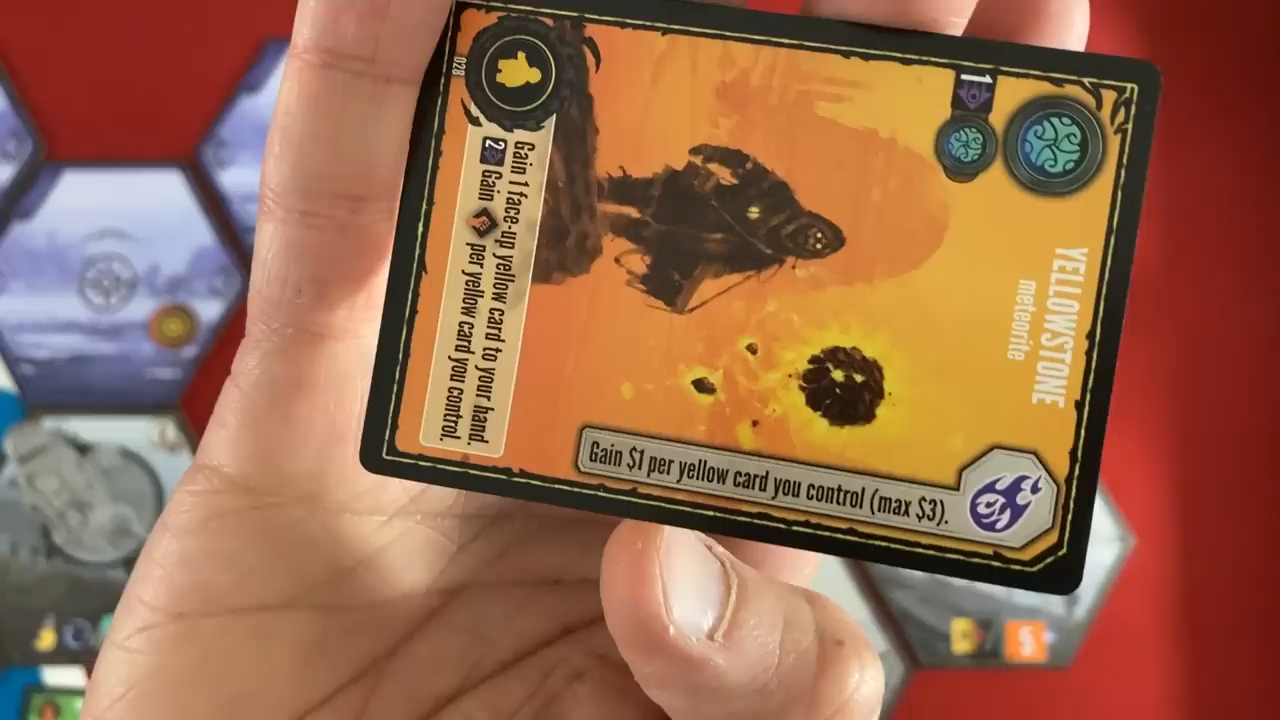 1
YELLOWSTONE
meteorite
Gain $1 per yellow card you control (max $3).
Gain 1 face-up yellow card to your hand.
2 Gain per yellow card you control.
028